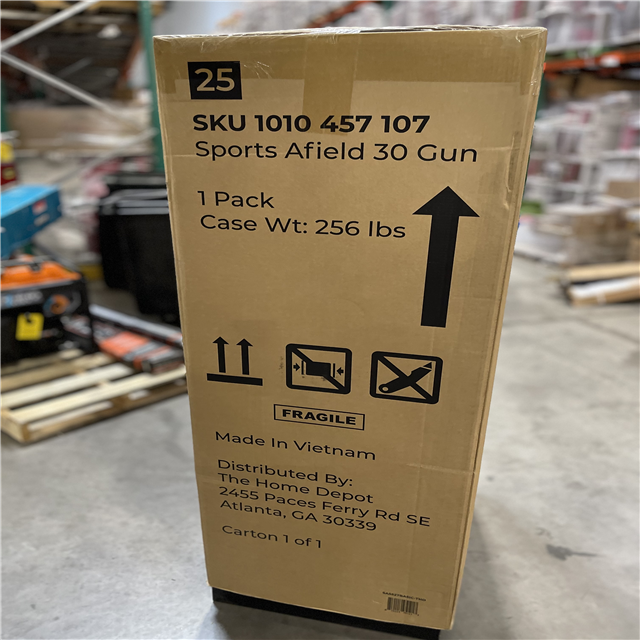 25
SKU 1010 457 107
Sports Afield 30 Gun
1 Pack
Case Wt: 256 lbs
FRAGILE
Made In Vietnam
Distributed By:
The Home Depot
2455 Paces Ferry Rd SE
Atlanta, GA 30339
Carton 1 of 1